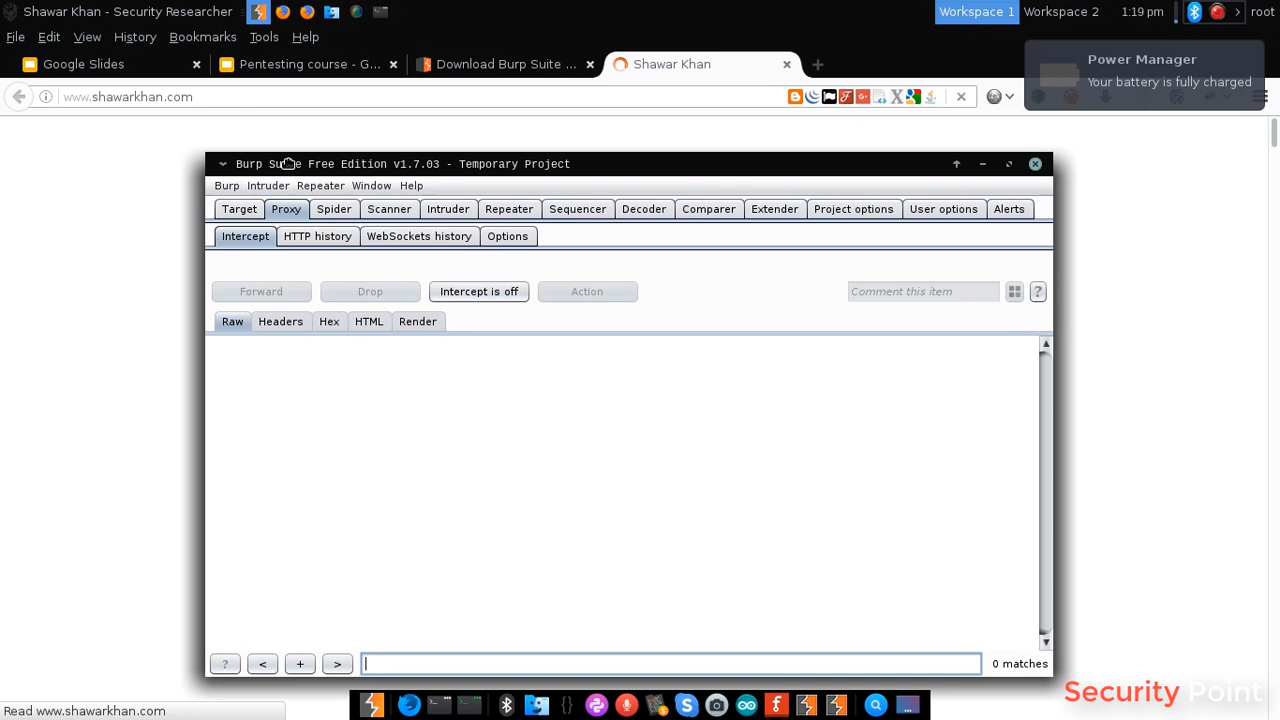 Shawar Khan - Security Researcher
Workspace 1 Workspace 2 1:19 pm root
File Edit View History Bookmarks Tools Help
Google Slides Pentesting course - G... Download Burp Suite ... Shawar Khan
Power Manager
Your battery is fully charged
www.shawarkhan.com
Burp Suite Free Edition v1.7.03 - Temporary Project
Burp Intruder Repeater Window Help
Target Proxy Spider Scanner Intruder Repeater Sequencer Decoder Comparer Extender Project options User options Alerts
Intercept HTTP history WebSockets history Options
Forward Drop Intercept is off Action Comment this item ?
Raw Headers Hex HTML Render
? < + > 0 matches
Security Point
Read www.shawarkhan.com